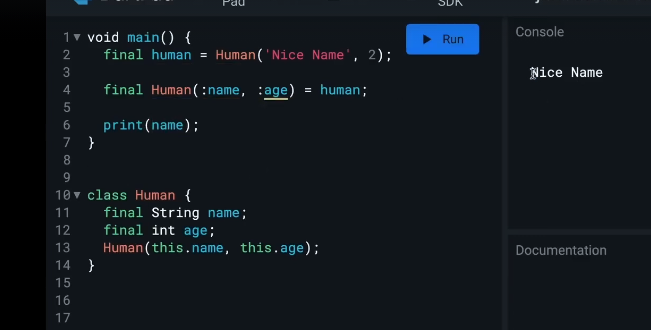 Pad
SDK
1 void main() {
2 final human = Human('Nice Name', 2);
3
4 final Human(:name, :age) = human;
5
6 print(name);
7 }
8
9
10 class Human {
11 final String name;
12 final int age;
13 Human(this.name, this.age);
14 }
15
16
17
Run
Console
Nice Name
Documentation